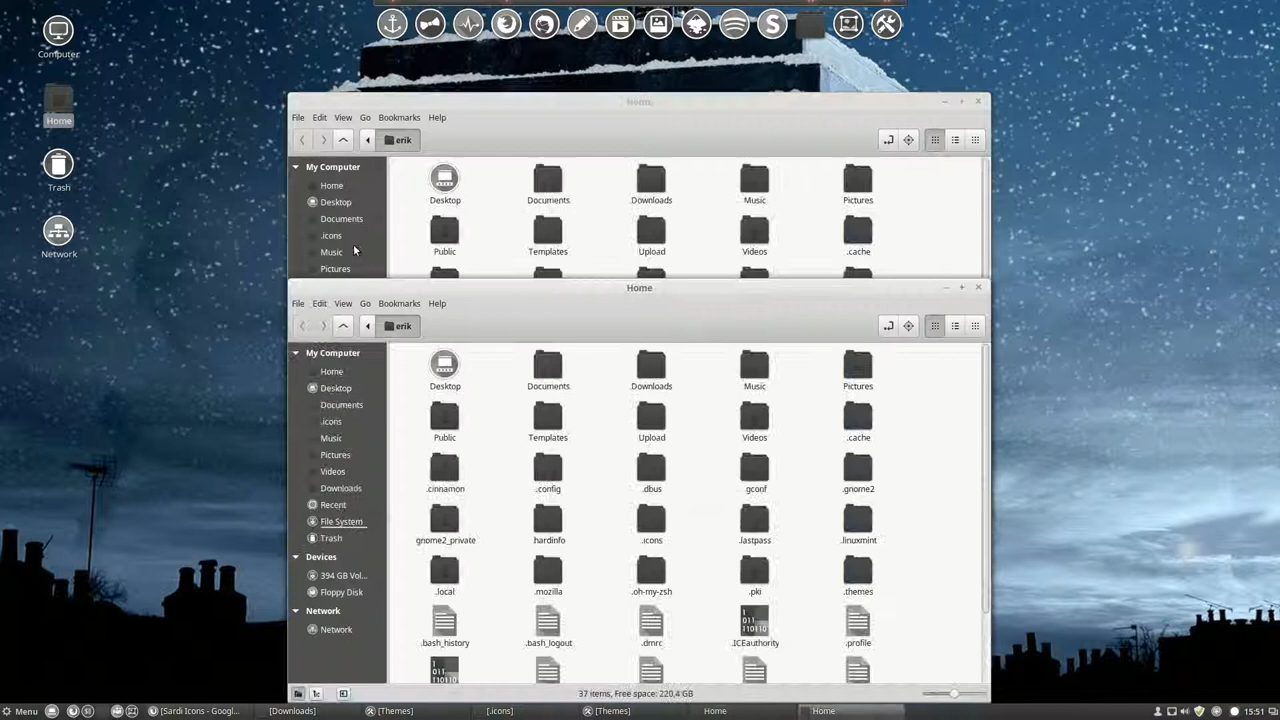 Computer
Home
Trash
Network
Home
File Edit View Go Bookmarks Help
erik
My Computer
Home
Desktop
Documents
.icons
Music
Pictures
Desktop Documents Downloads Music Pictures
Public Templates Upload Videos .cache
Home
File Edit View Go Bookmarks Help
erik
My Computer
Home
Desktop
Documents
.icons
Music
Pictures
Videos
Downloads
Recent
File System
Trash
Devices
394 GB Vol...
Floppy Disk
Network
Network
Desktop Documents Downloads Music Pictures
Public Templates Upload Videos .cache
.cinnamon .config .dbus .gconf .gnome2
gnome2_private .hardinfo .icons .lastpass .linuxmint
.local .mozilla .oh-my-zsh .pki .themes
.bash_history .bash_logout .dmrc .ICEauthority .profile
37 items, Free space: 220,4 GB
Menu [Sardi Icons - Googl... [Downloads] [Themes] [.icons] [Themes] Home Home 15:51